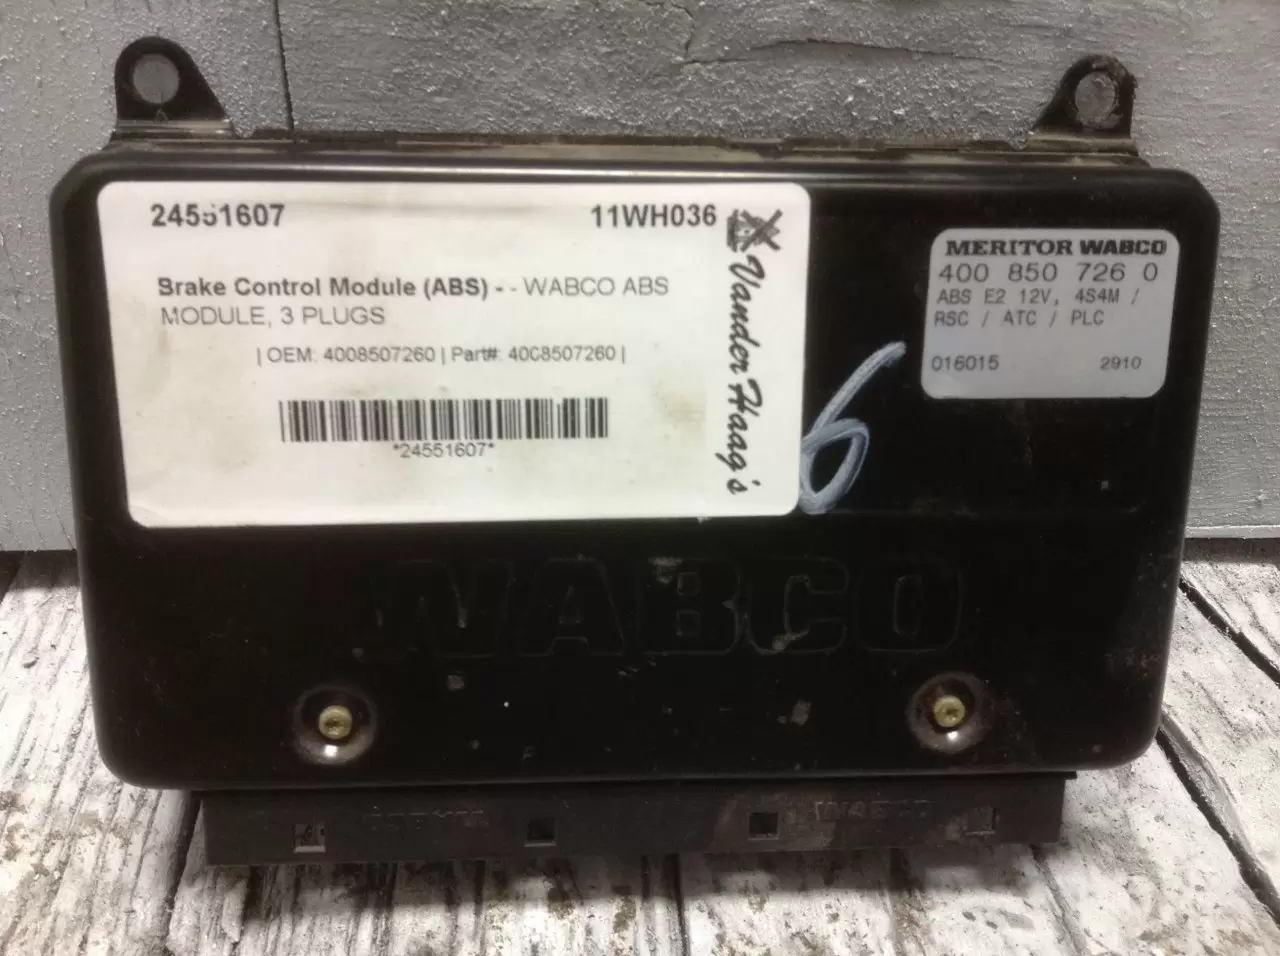 24551607 11WH036
Brake Control Module (ABS) - - WABCO ABS
MODULE, 3 PLUGS
| OEM: 4008507260 | Part#: 40C8507260 |
*24551607*
Vander Haag's
MERITOR WABCO
400 850 726 0
ABS E2 12V, 4S4M /
RSC / ATC / PLC
016015 2910
6
WABCO